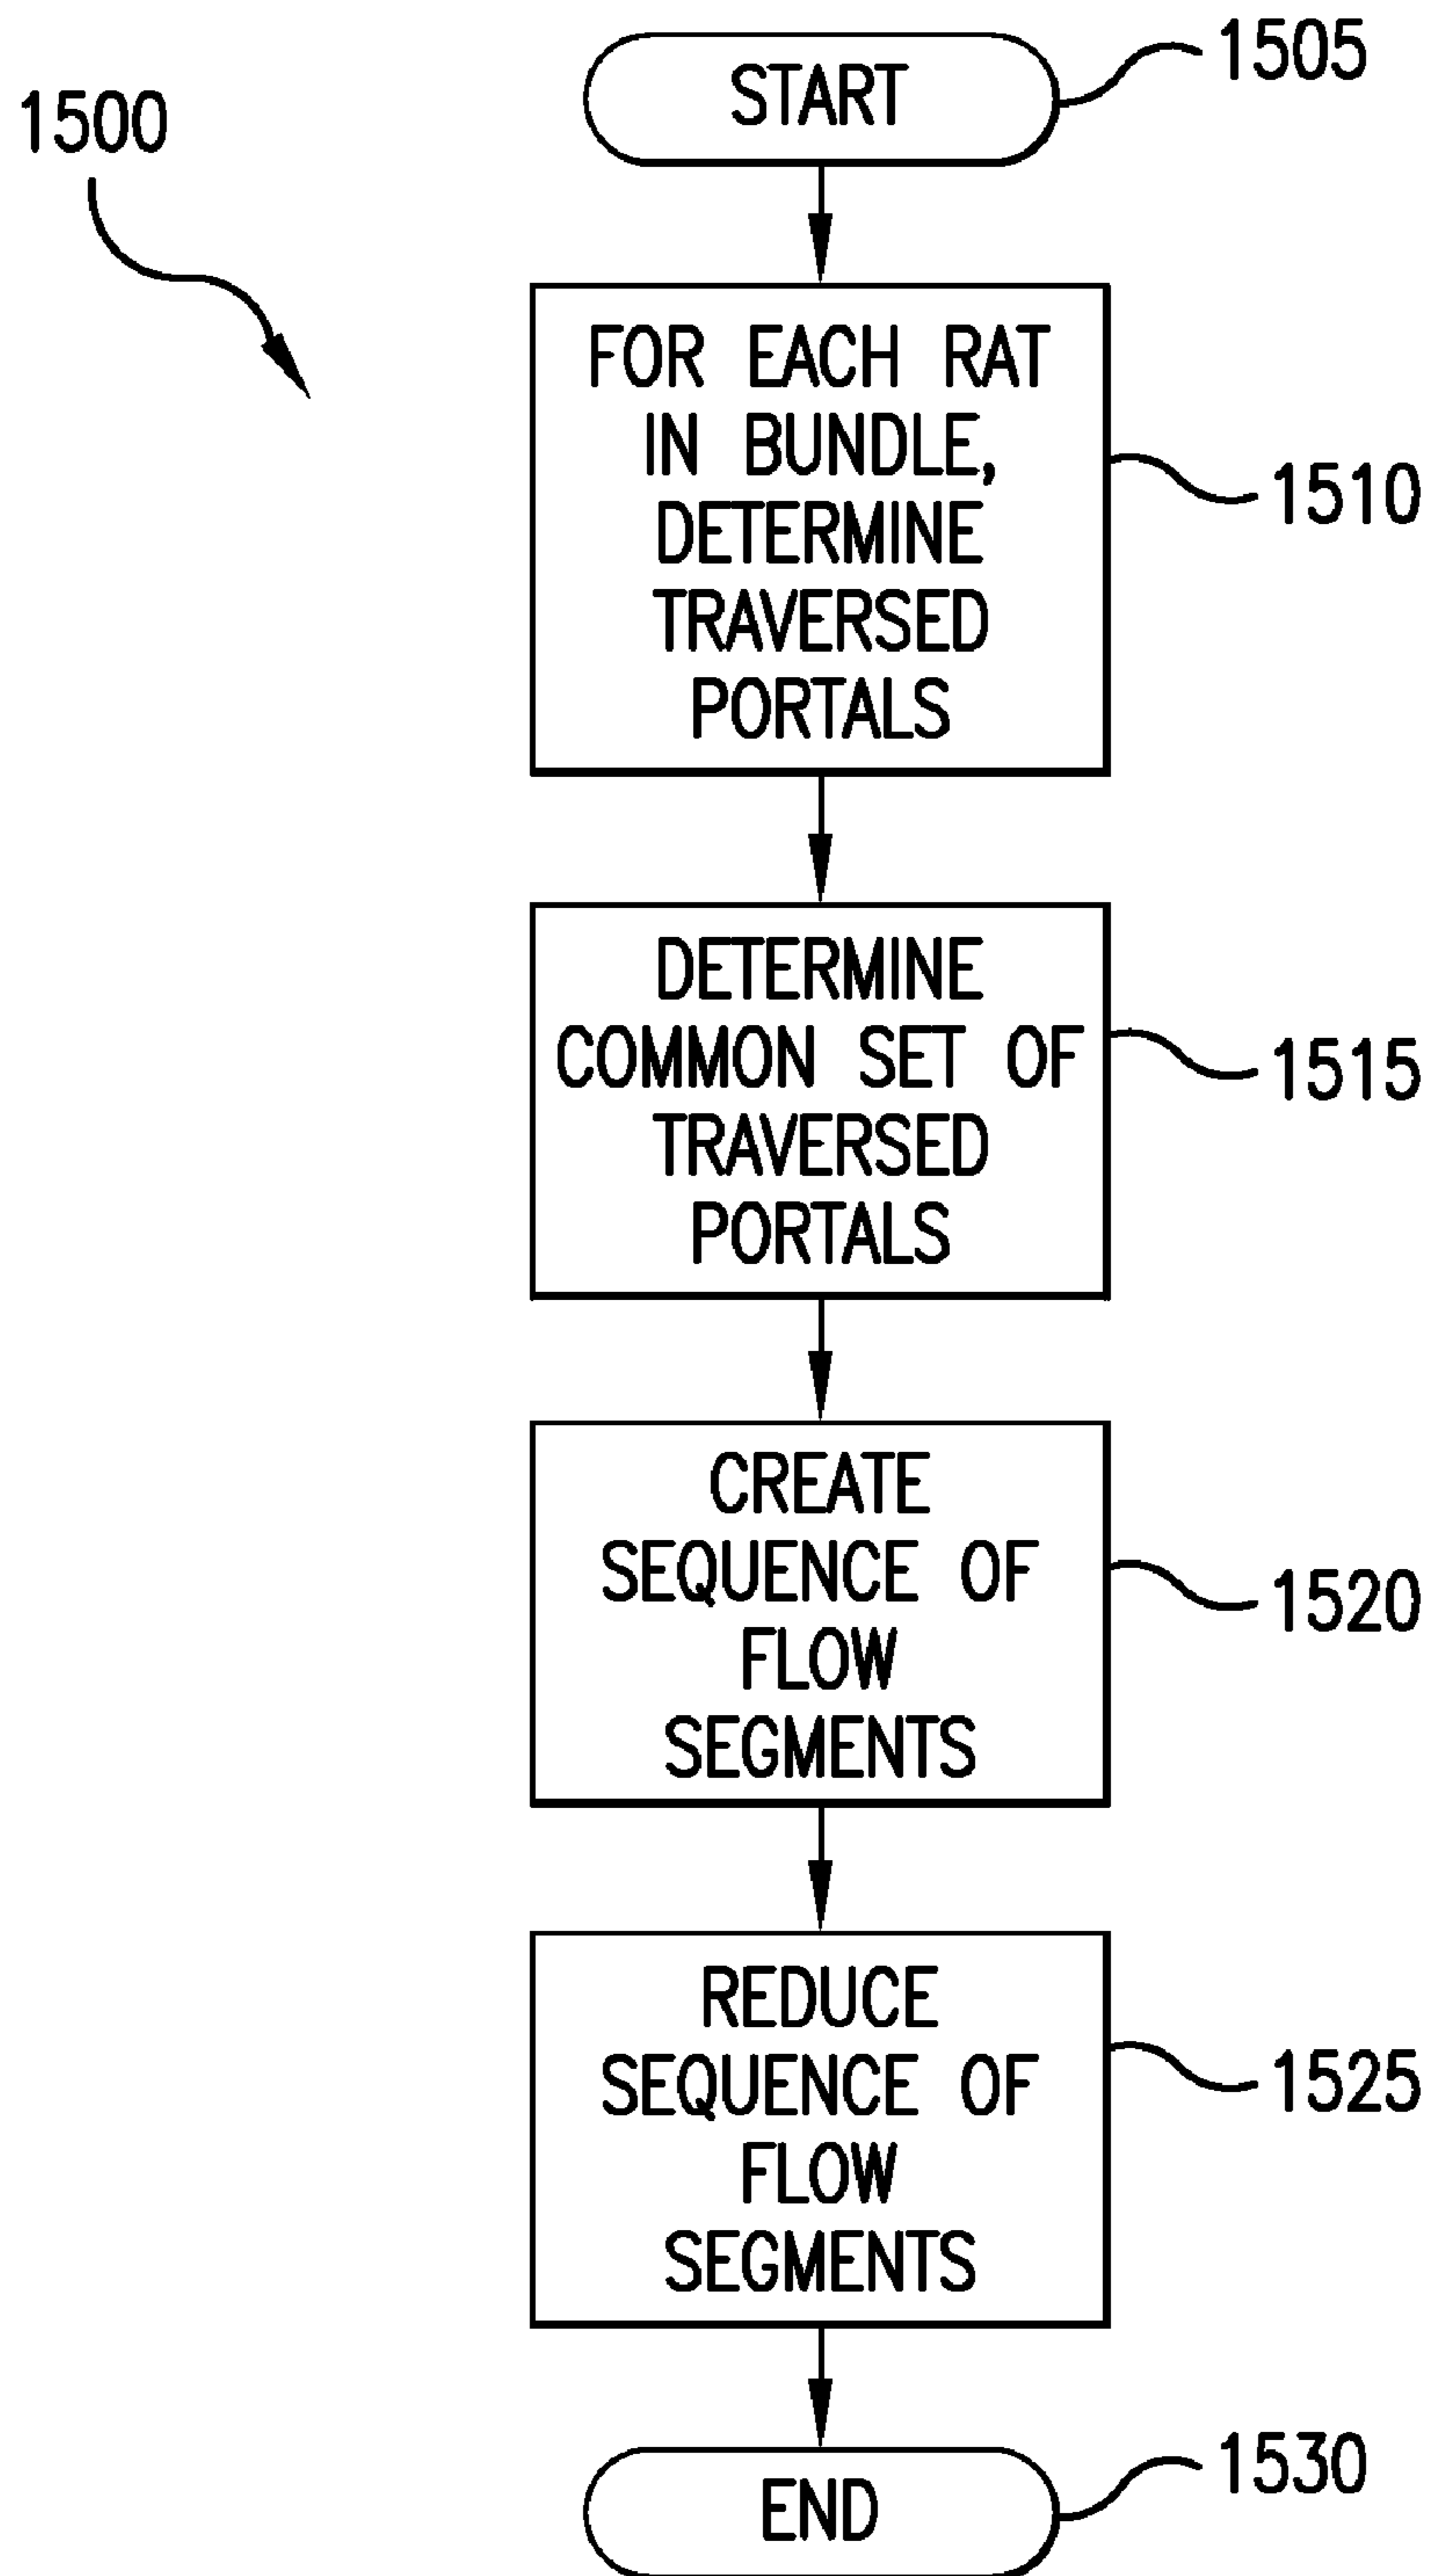 1500
START
1505
FOR EACH RAT
IN BUNDLE,
DETERMINE
TRAVERSED
PORTALS
1510
DETERMINE
COMMON SET OF
TRAVERSED
PORTALS
1515
CREATE
SEQUENCE OF
FLOW
SEGMENTS
1520
REDUCE
SEQUENCE OF
FLOW
SEGMENTS
1525
END
1530